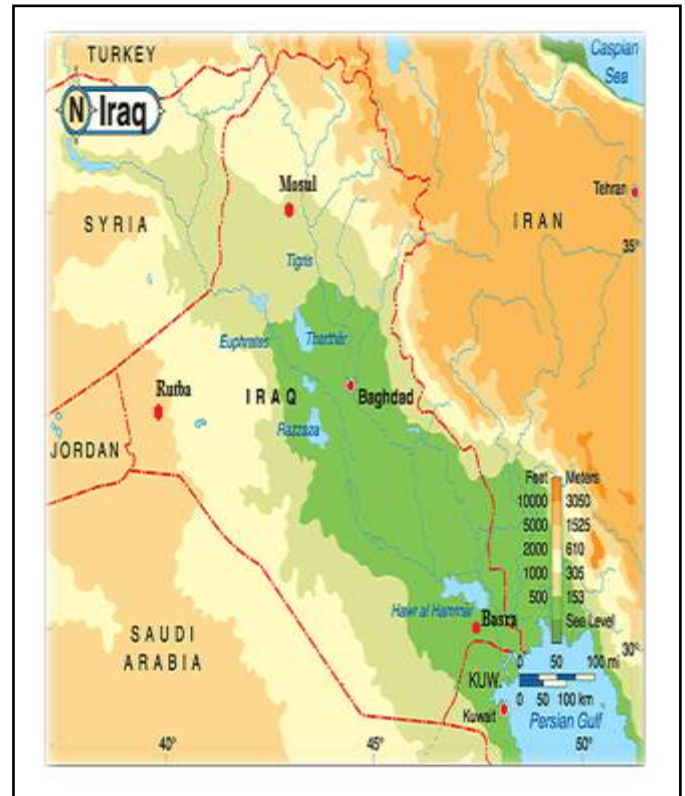 TURKEY
Caspian
Sea
N Iraq
Mosul
Tehran
SYRIA
IRAN
35°
Tigris
Euphrates
Tharthār
Rutba
IRAQ
Baghdad
Razzaza
JORDAN
Feet Meters
10000 3050
5000 1525
2000 610
1000 305
500 153
Sea Level
Hawr al Hammār
Basra
SAUDI
ARABIA
30°
0 50 100 mi
KUW.
0 50 100 km
Kuwait
Persian Gulf
40° 45° 50°